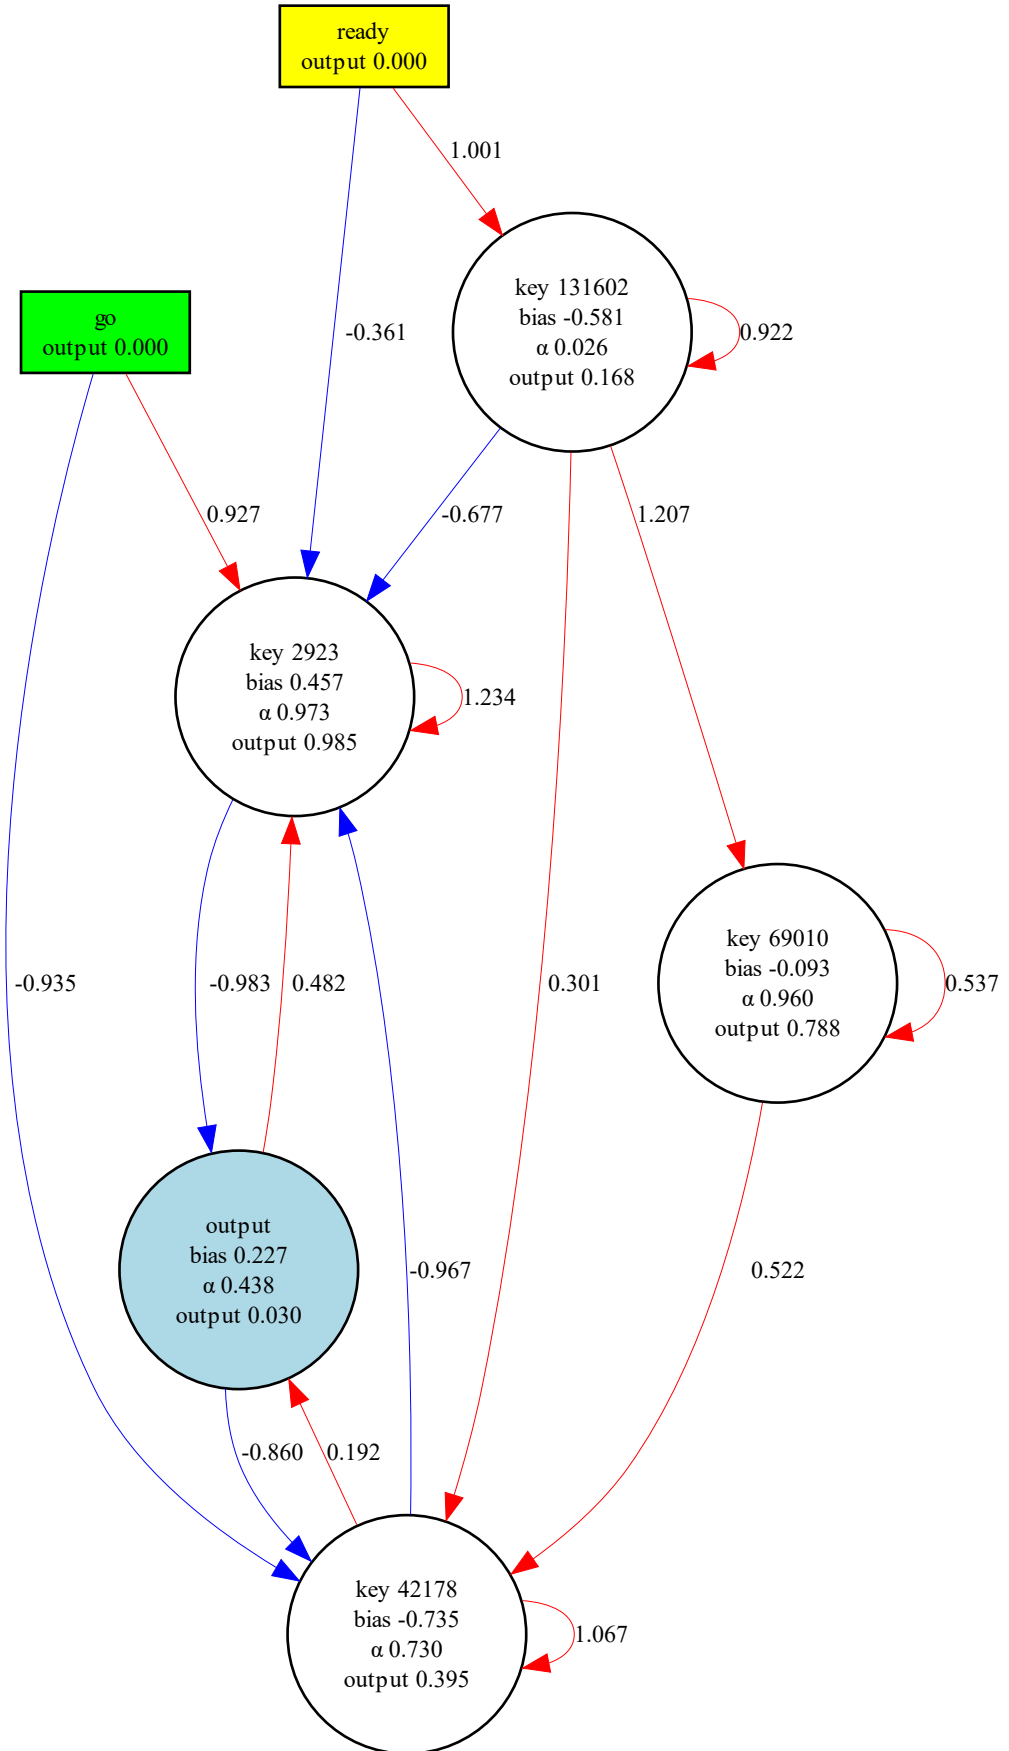 ready
output 0.000
1.001
key 131602
bias -0.581
α 0.026
output 0.168
0.922
go
output 0.000
-0.361
0.927
-0.677
1.207
key 2923
bias 0.457
α 0.973
output 0.985
1.234
key 69010
bias -0.093
α 0.960
output 0.788
0.537
-0.935
-0.983
0.482
0.301
output
bias 0.227
α 0.438
output 0.030
-0.967
0.522
-0.860
0.192
key 42178
bias -0.735
α 0.730
output 0.395
1.067